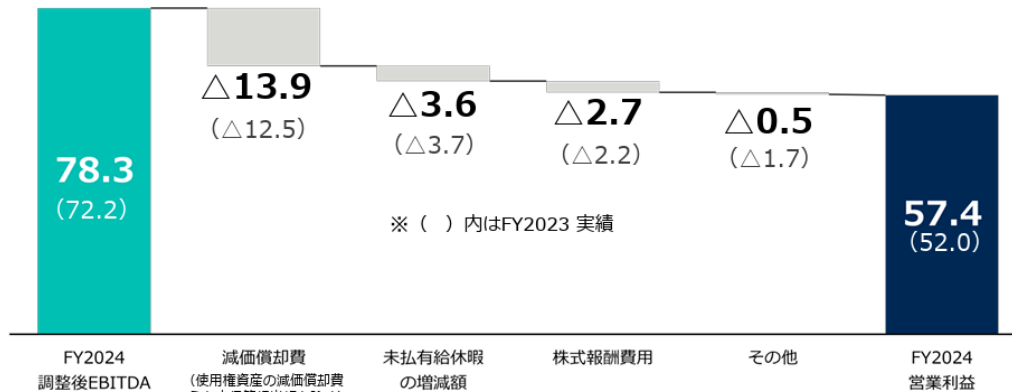 △13.9
(△12.5)
△3.6
(△3.7)
△2.7
(△2.2)
△0.5
(△1.7)
78.3
(72.2)
57.4
(52.0)
※（　）内はFY2023 実績
FY2024
調整後EBITDA
減価償却費
(使用権資産の減価償却費
未払有給休暇
の増減額
株式報酬費用
その他
FY2024
営業利益